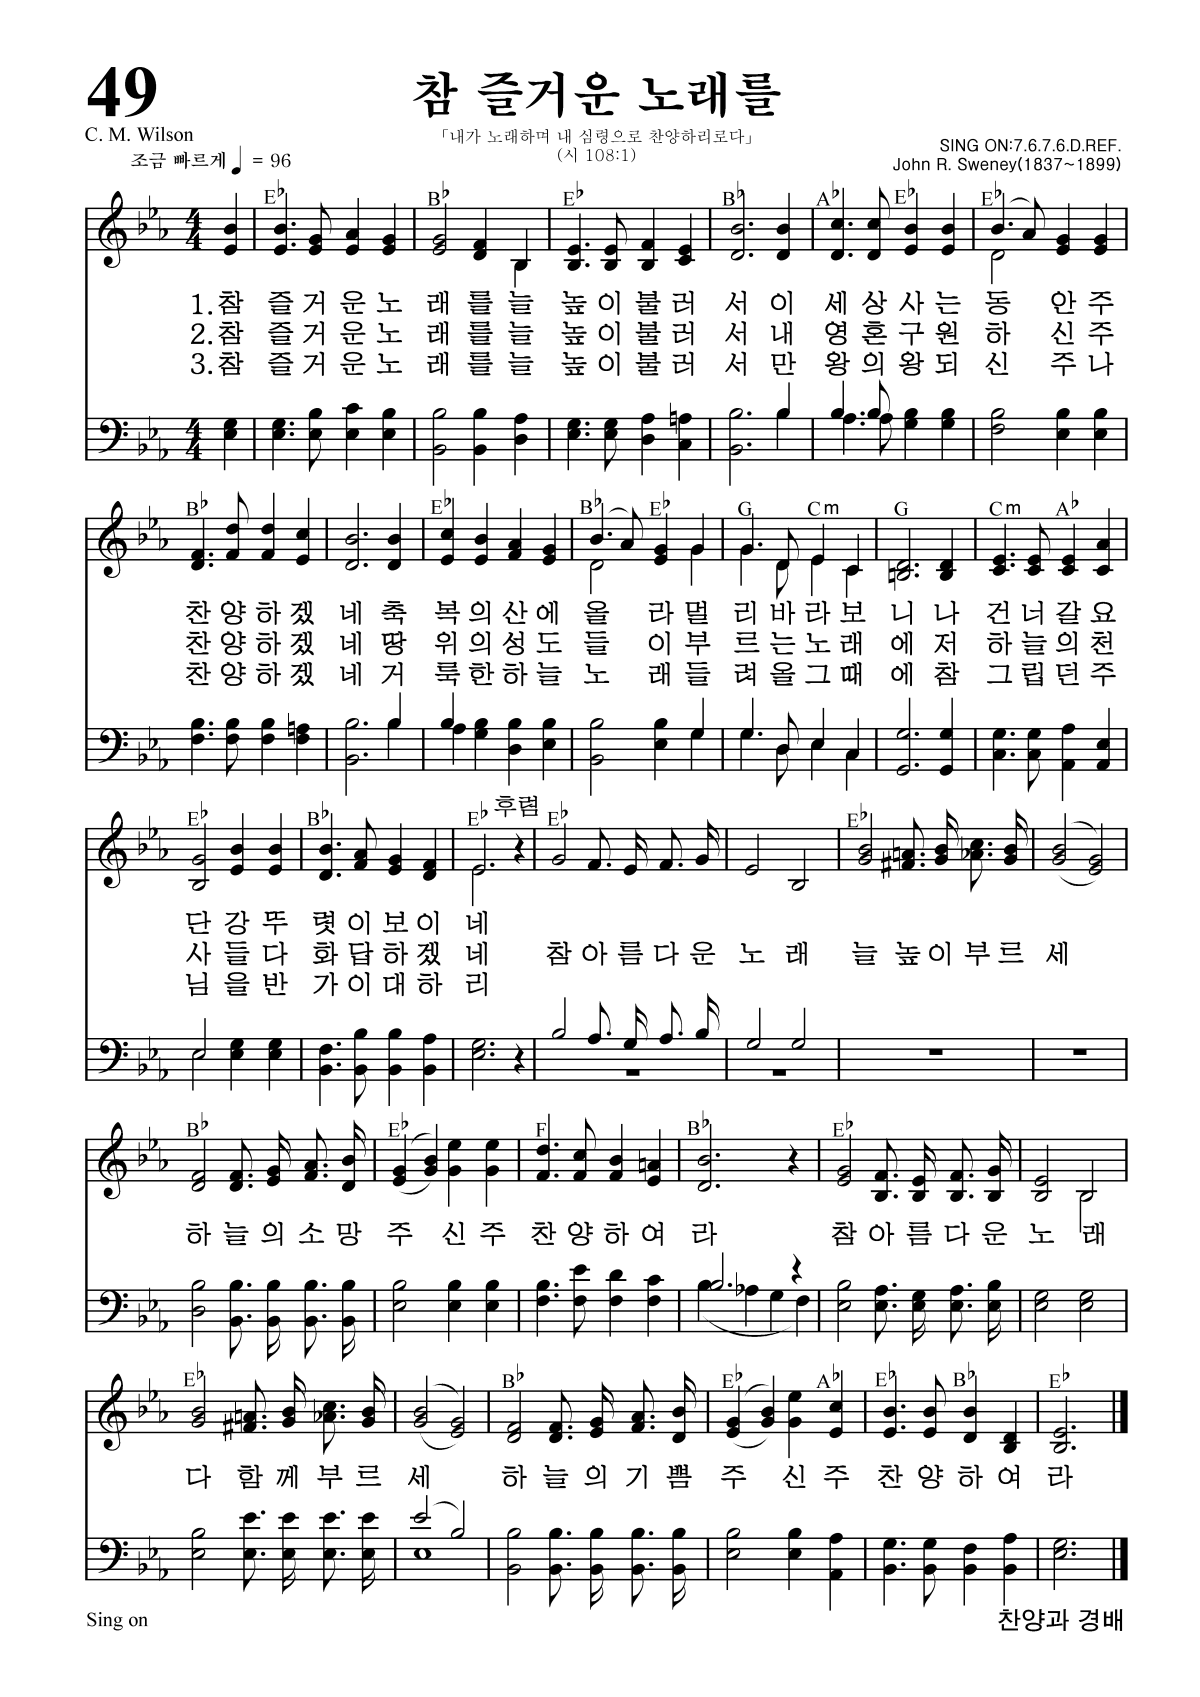 49
참 즐거운 노래를
C. M. Wilson
「내가 노래하며 내 심령으로 찬양하리로다」
(시 108:1)
SING ON:7.6.7.6.D.REF.
조금 빠르게 ♩ = 96
John R. Sweney(1837~1899)
E♭ B♭ E♭ B♭ A♭ E♭ E♭
4 4
1.참 즐거운노 래를늘 높이불러 서이 세상사는 동 안주
2.참 즐거운노 래를늘 높이불러 서내 영혼구원 하 신주
3.참 즐거운노 래를늘 높이불러 서만 왕의왕되 신 주나
4 4
B♭ E♭ B♭ E♭ G Cm G Cm A♭
찬양하겠 네축 복의산에 올 라멀 리바라보 니나 건너갈요
찬양하겠 네땅 위의성도 들 이부 르는노래 에저 하늘의천
찬양하겠 네거 룩한하늘 노 래들 려올그때 에참 그립던주
후렴
E♭ B♭ E♭ E♭ E♭
단강뚜 렷이보이 네
사들다 화답하겠 네 참아름다운 노래 늘높이부르 세
님을반 가이대하 리
B♭ E♭ F B♭ E♭
하늘의소망 주 신주 찬양하여 라 참아름다운 노래
E♭ B♭ E♭ A♭ E♭ B♭ E♭
다함께부르 세 하늘의기쁨 주 신주 찬양하여 라
Sing on
찬양과 경배